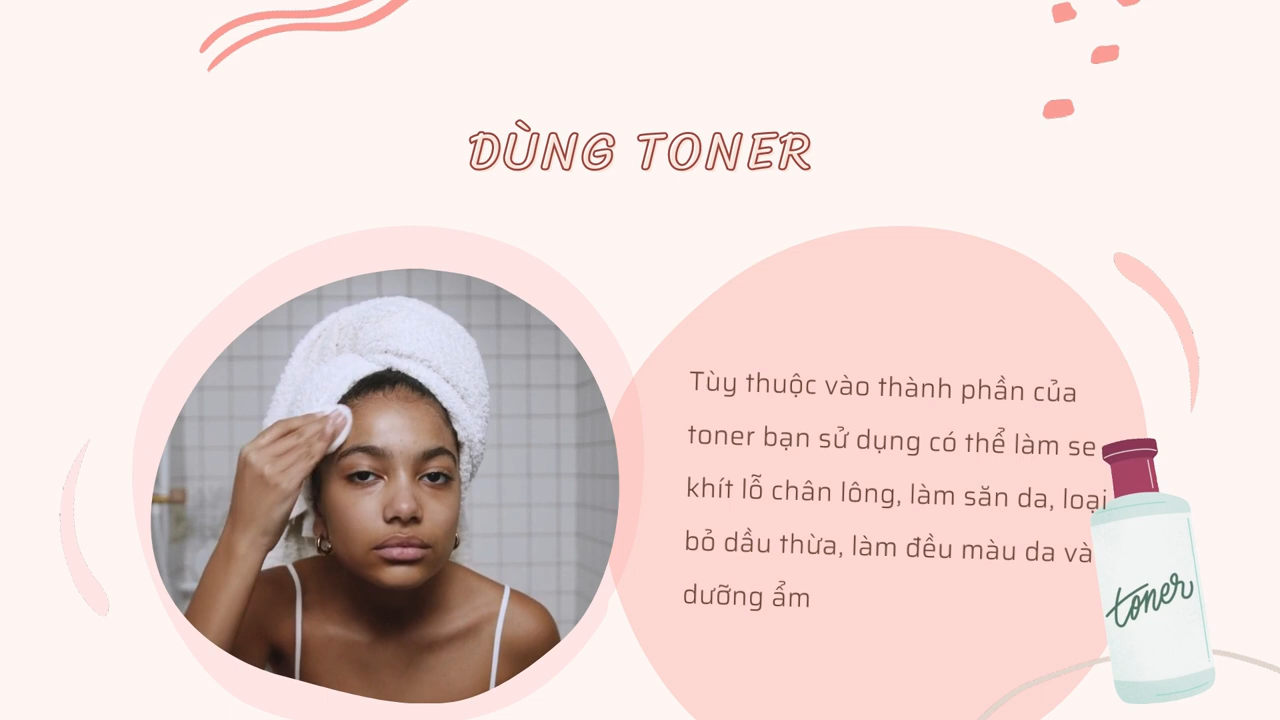 DÙNG TONER
Tùy thuộc vào thành phần của
toner bạn sử dụng có thể làm se
khít lỗ chân lông, làm săn da, loại
bỏ dầu thừa, làm đều màu da và
dưỡng ẩm
toner